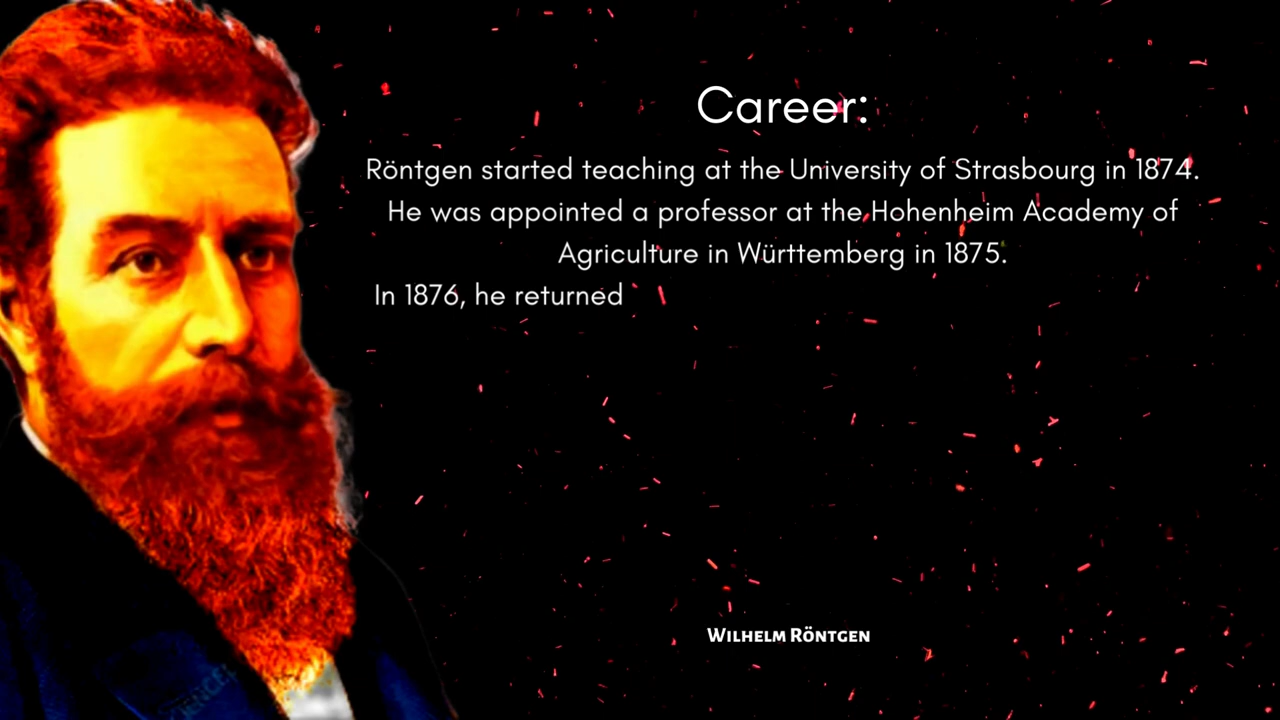 Career:
Röntgen started teaching at the University of Strasbourg in 1874.
He was appointed a professor at the Hohenheim Academy of
Agriculture in Württemberg in 1875.
In 1876, he returned
WILHELM RÖNTGEN